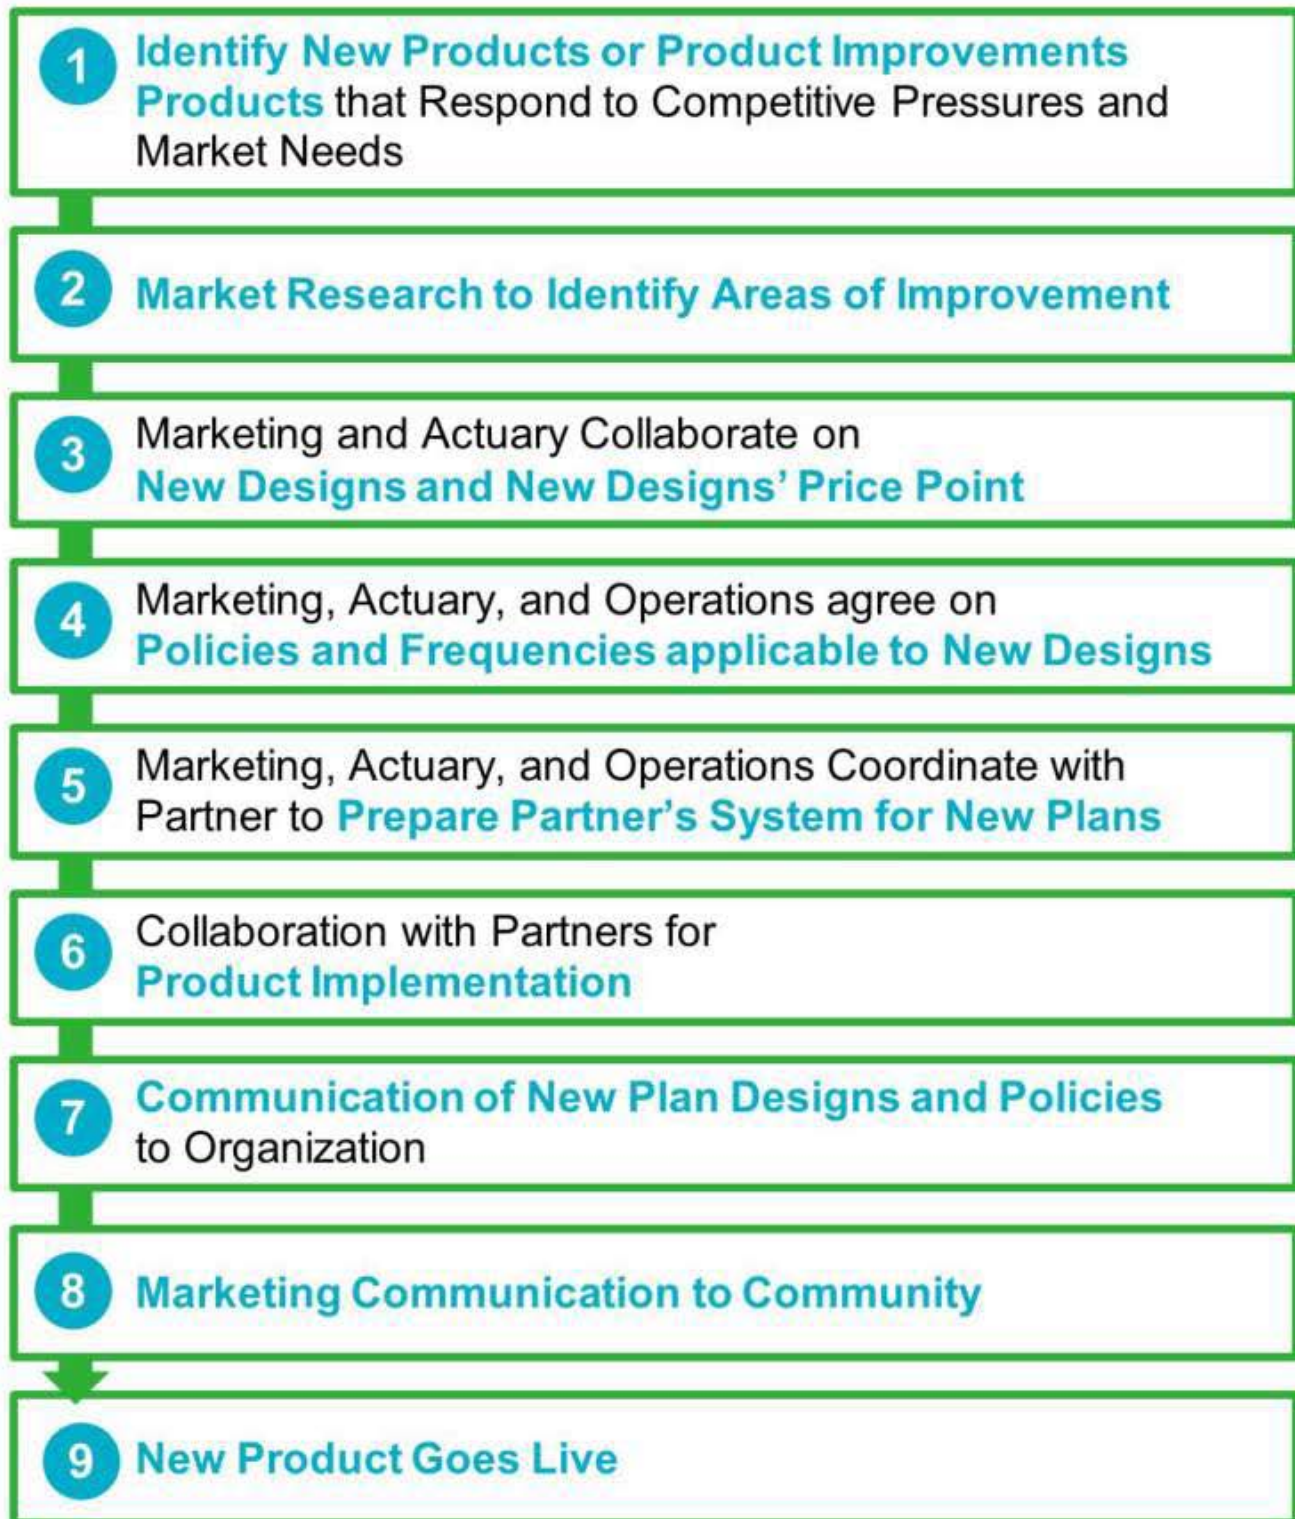 1
Identify New Products or Product Improvements
Products that Respond to Competitive Pressures and
Market Needs
2
Market Research to Identify Areas of Improvement
3
Marketing and Actuary Collaborate on
New Designs and New Designs’ Price Point
4
Marketing, Actuary, and Operations agree on
Policies and Frequencies applicable to New Designs
5
Marketing, Actuary, and Operations Coordinate with
Partner to Prepare Partner’s System for New Plans
6
Collaboration with Partners for
Product Implementation
7
Communication of New Plan Designs and Policies
to Organization
8
Marketing Communication to Community
9
New Product Goes Live